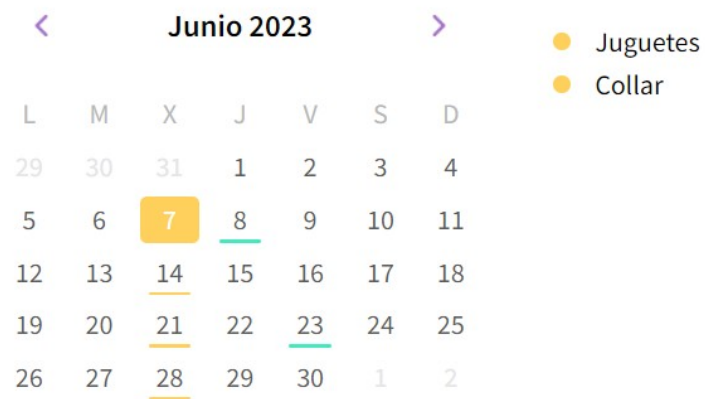 Junio 2023
Juguetes
Collar
L M X J V S D
29 30 31 1 2 3 4
5 6 7 8 9 10 11
12 13 14 15 16 17 18
19 20 21 22 23 24 25
26 27 28 29 30 1 2